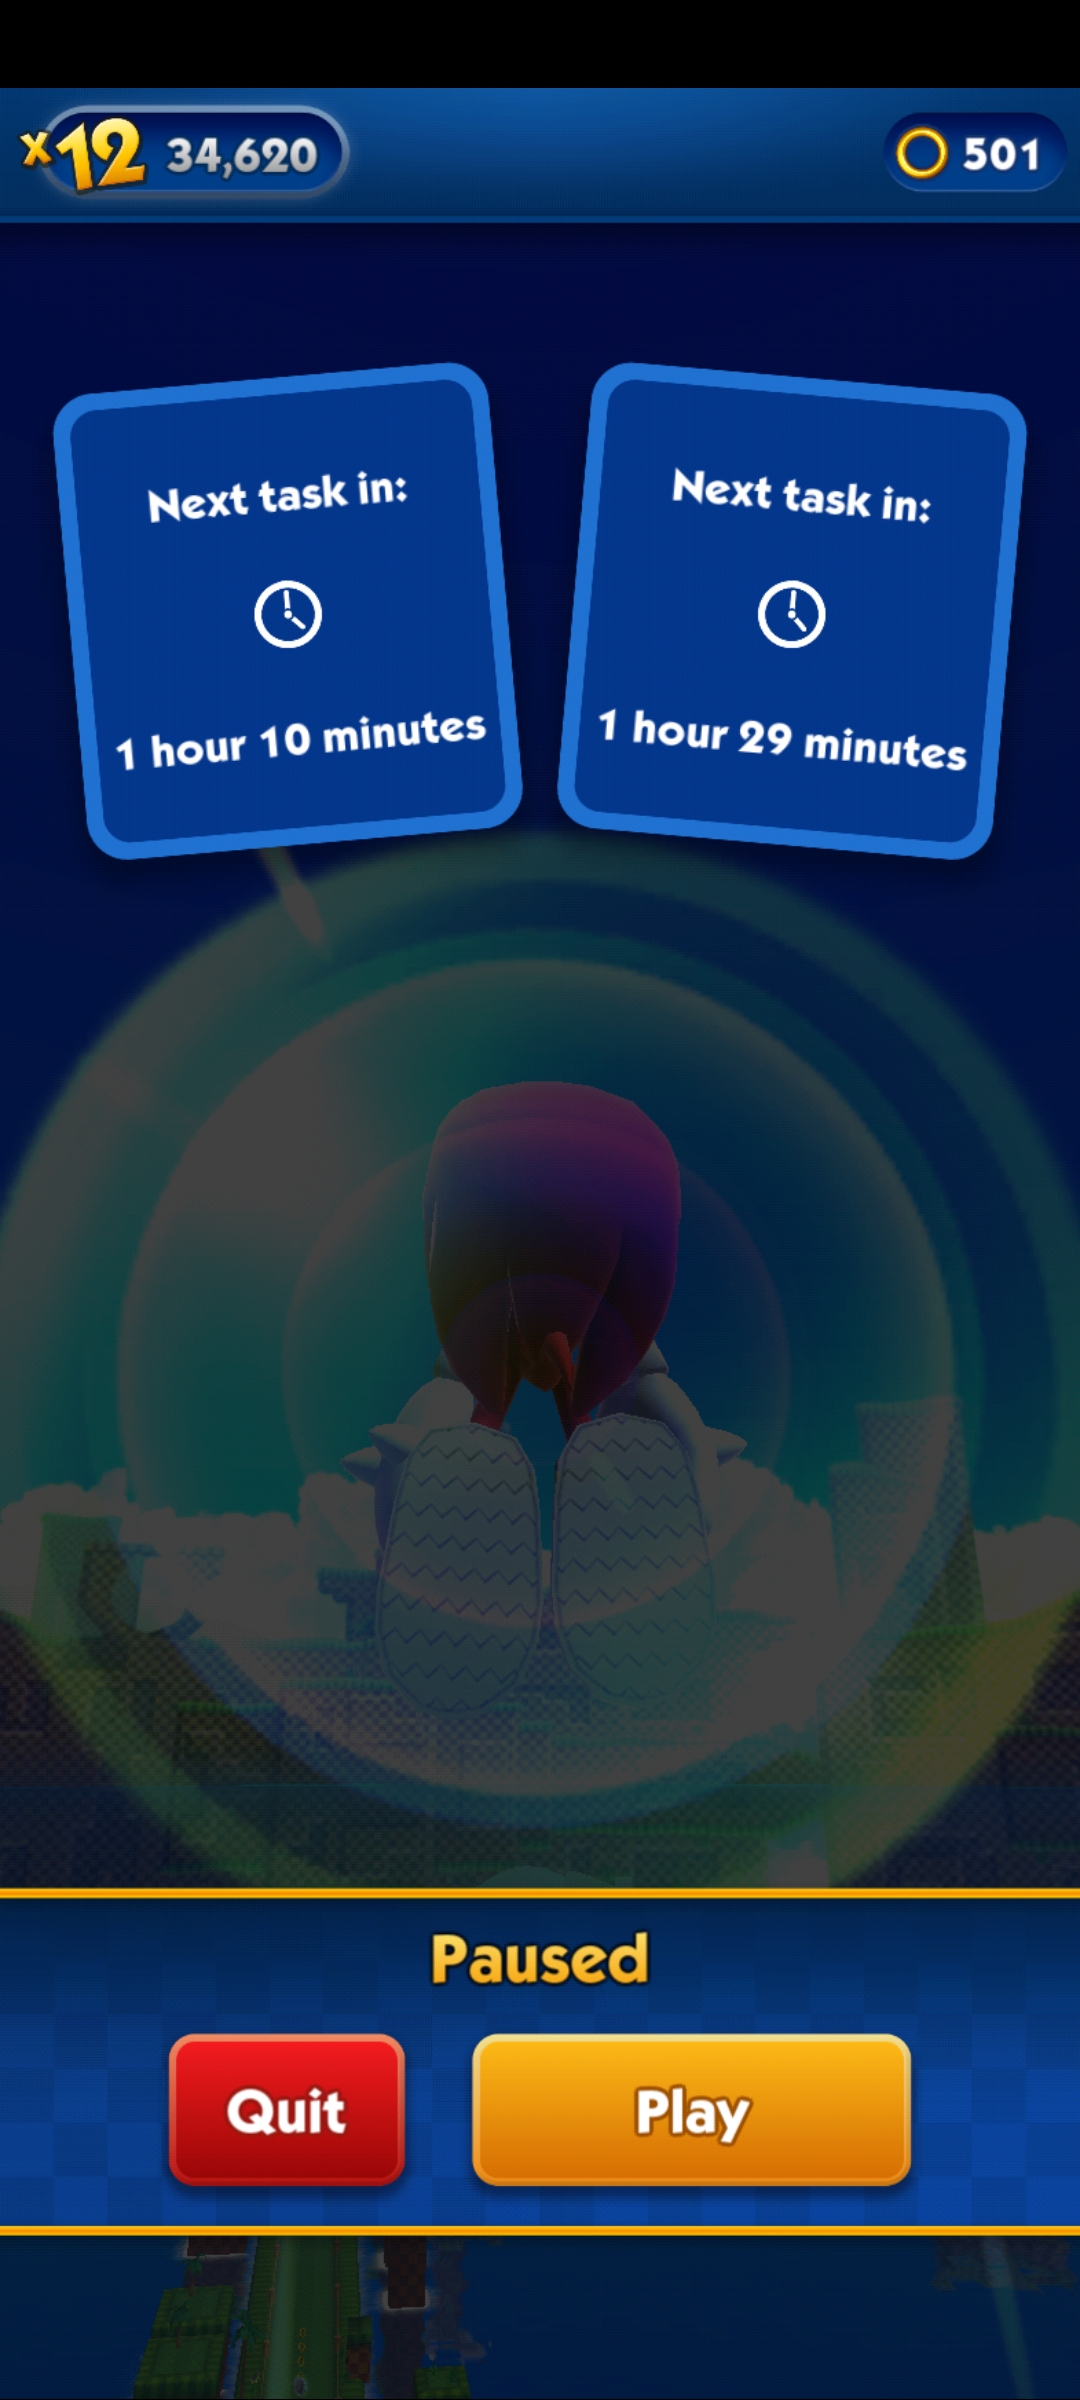 x12 34,620
501
Next task in:
1 hour 10 minutes
Next task in:
1 hour 29 minutes
Paused
Quit
Play